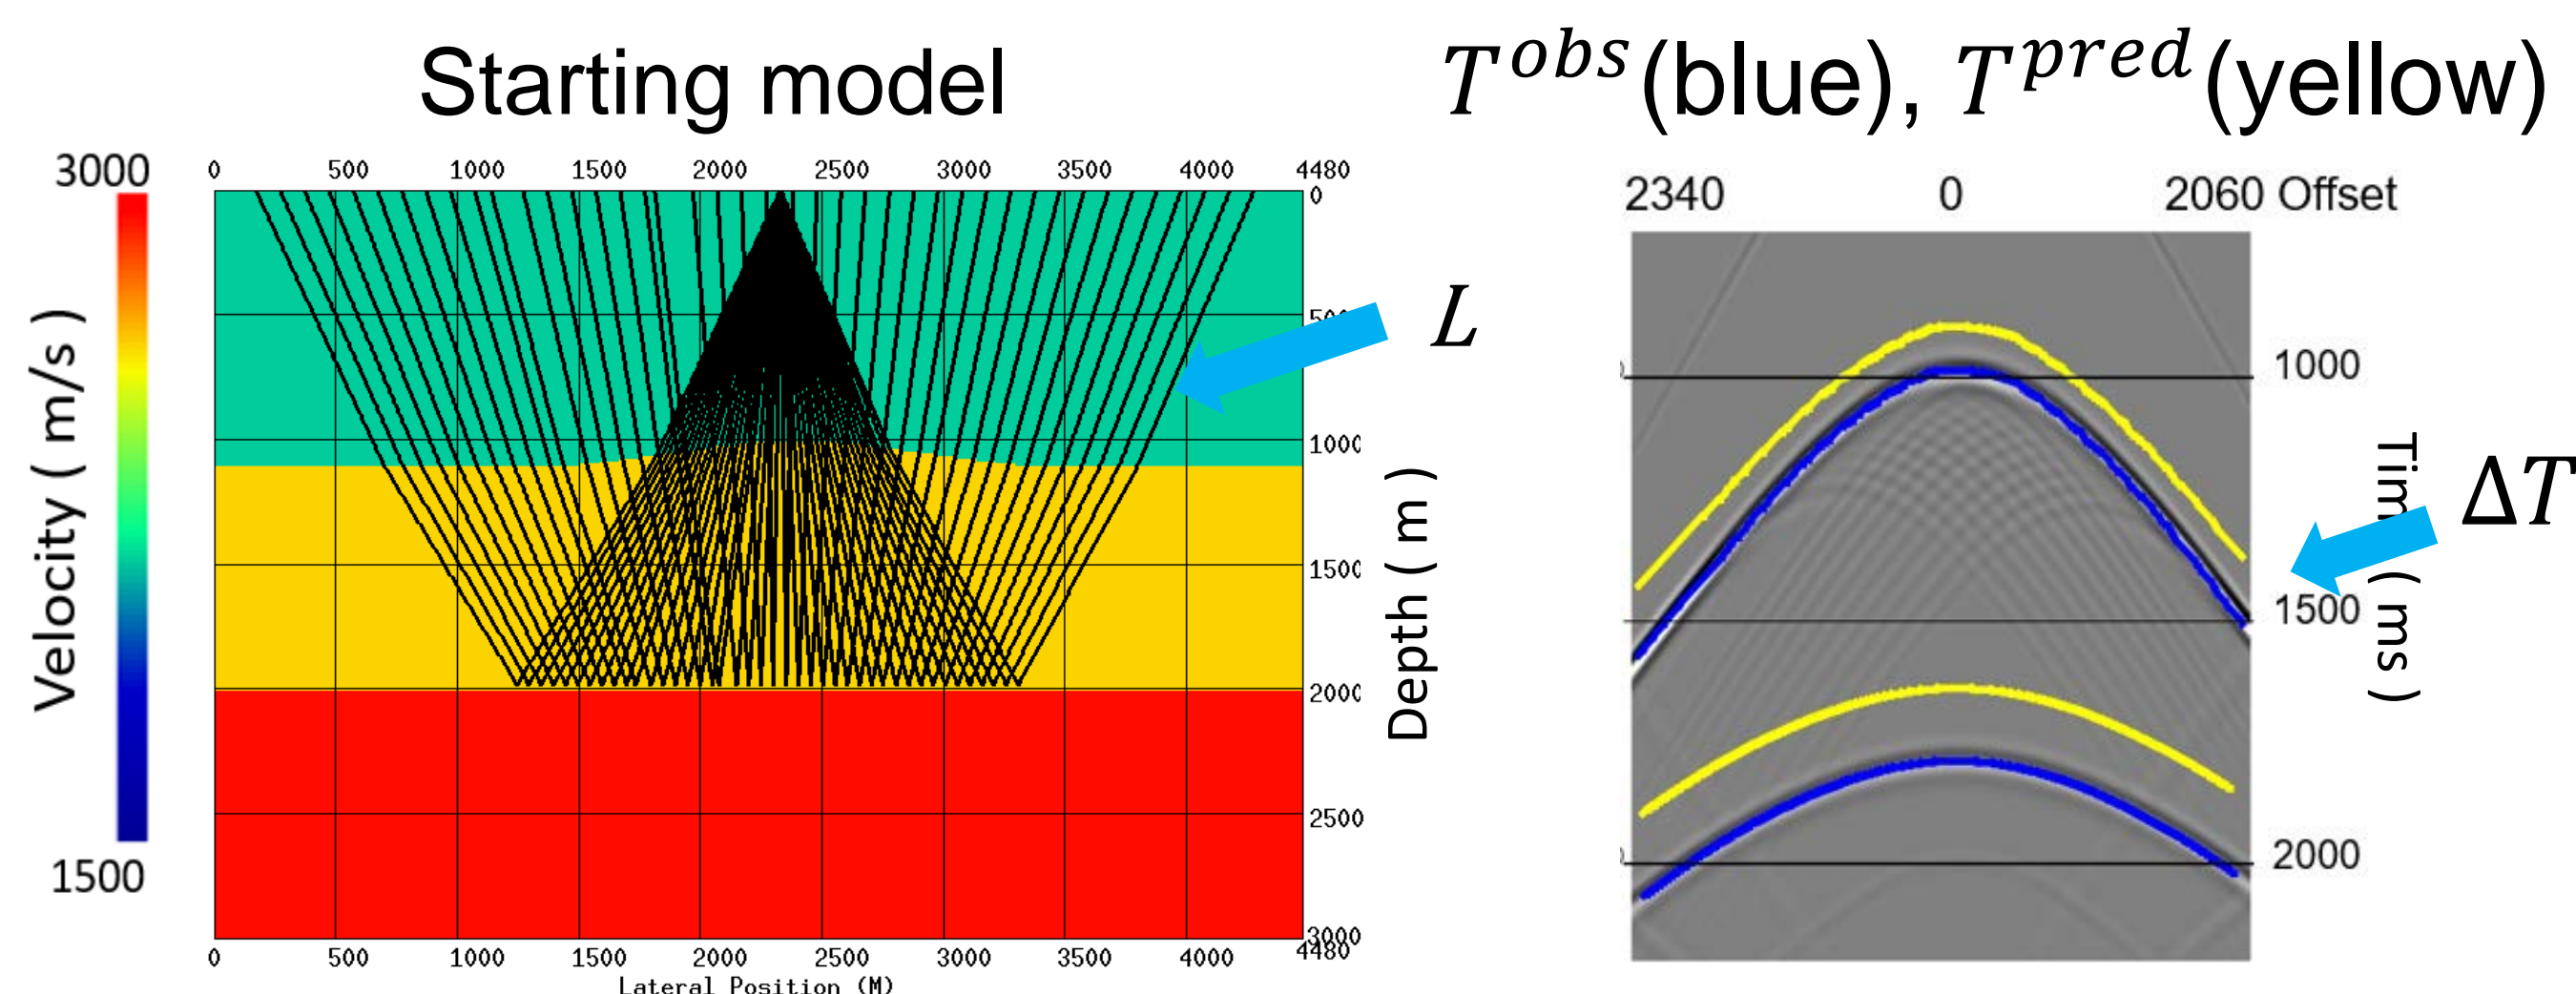 Starting model
T^obs(blue), T^pred(yellow)
3000
Velocity ( m/s )
1500
0 500 1000 1500 2000 2500 3000 3500 4000 4480
0
1000
1500
2000
2500
3000
0 500 1000 1500 2000 2500 3000 3500 4000 4480
Lateral Position (M)
Depth ( m )
L
2340 0 2060 Offset
1000
1500
2000
( ms )
ΔT